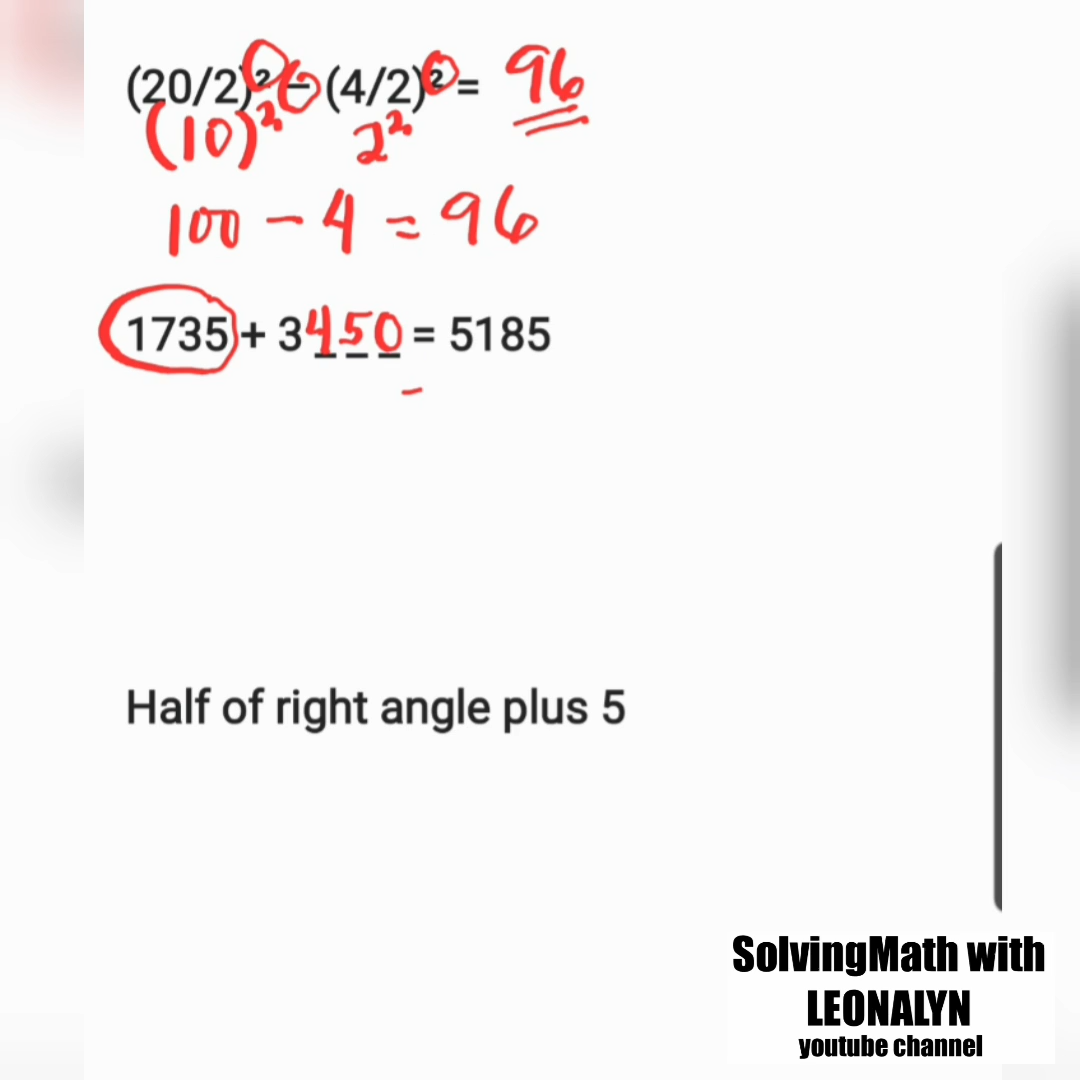 (20/2)² – (4/2)² = 96
(10)² 2²
100 – 4 = 96
1735 + 3450 = 5185
Half of right angle plus 5
SolvingMath with
LEONALYN
youtube channel